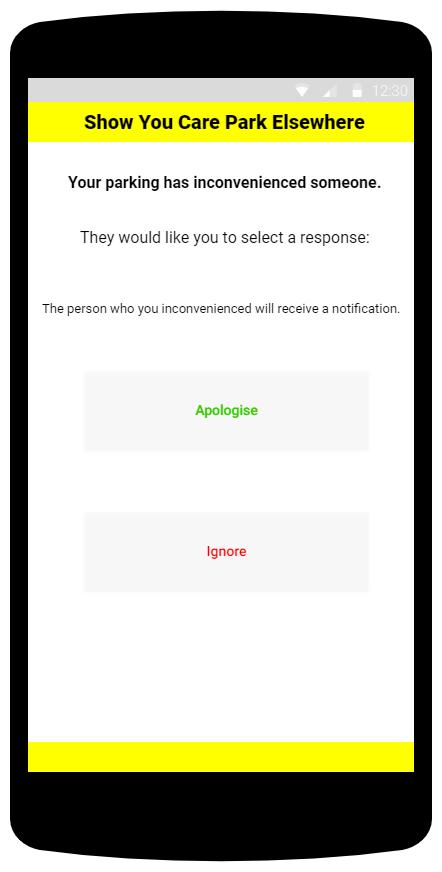 12:30
Show You Care Park Elsewhere
Your parking has inconvenienced someone.
They would like you to select a response:
The person who you inconvenienced will receive a notification.
Apologise
Ignore